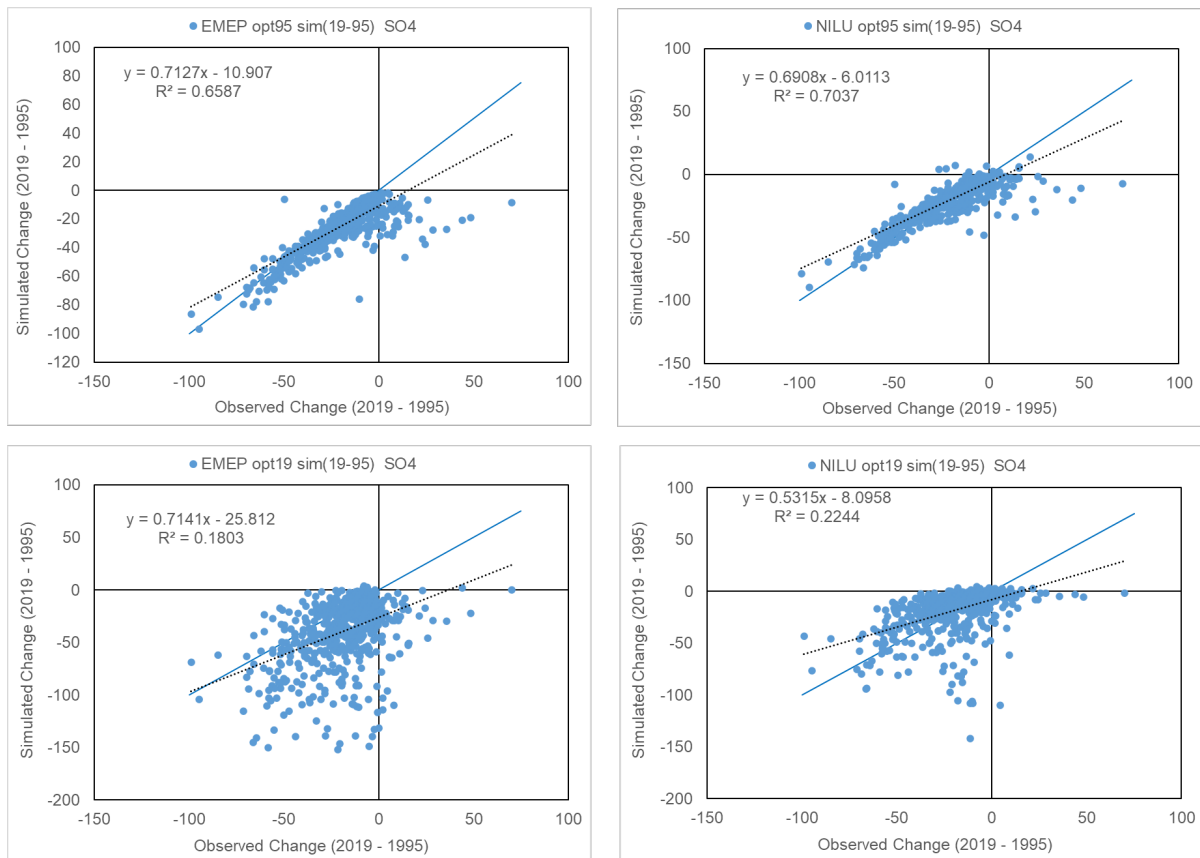 EMEP opt95 sim(19-95) SO4
y = 0.7127x - 10.907
R² = 0.6587
100
80
60
40
20
0
-20
-40
-60
-80
-100
-120
-150 -100 -50 0 50 100
Simulated Change (2019 - 1995)
Observed Change (2019 - 1995)
NILU opt95 sim(19-95) SO4
y = 0.6908x - 6.0113
R² = 0.7037
100
50
0
-50
-100
-150
-150 -100 -50 0 50 100
Simulated Change (2019 - 1995)
Observed Change (2019 - 1995)
EMEP opt19 sim(19-95) SO4
y = 0.7141x - 25.812
R² = 0.1803
100
50
0
-50
-100
-150
-200
-150 -100 -50 0 50 100
Simulated Change (2019 - 1995)
Observed Change (2019 - 1995)
NILU opt19 sim(19-95) SO4
y = 0.5315x - 8.0958
R² = 0.2244
100
50
0
-50
-100
-150
-200
-150 -100 -50 0 50 100
Simulated Change (2019 - 1995)
Observed Change (2019 - 1995)